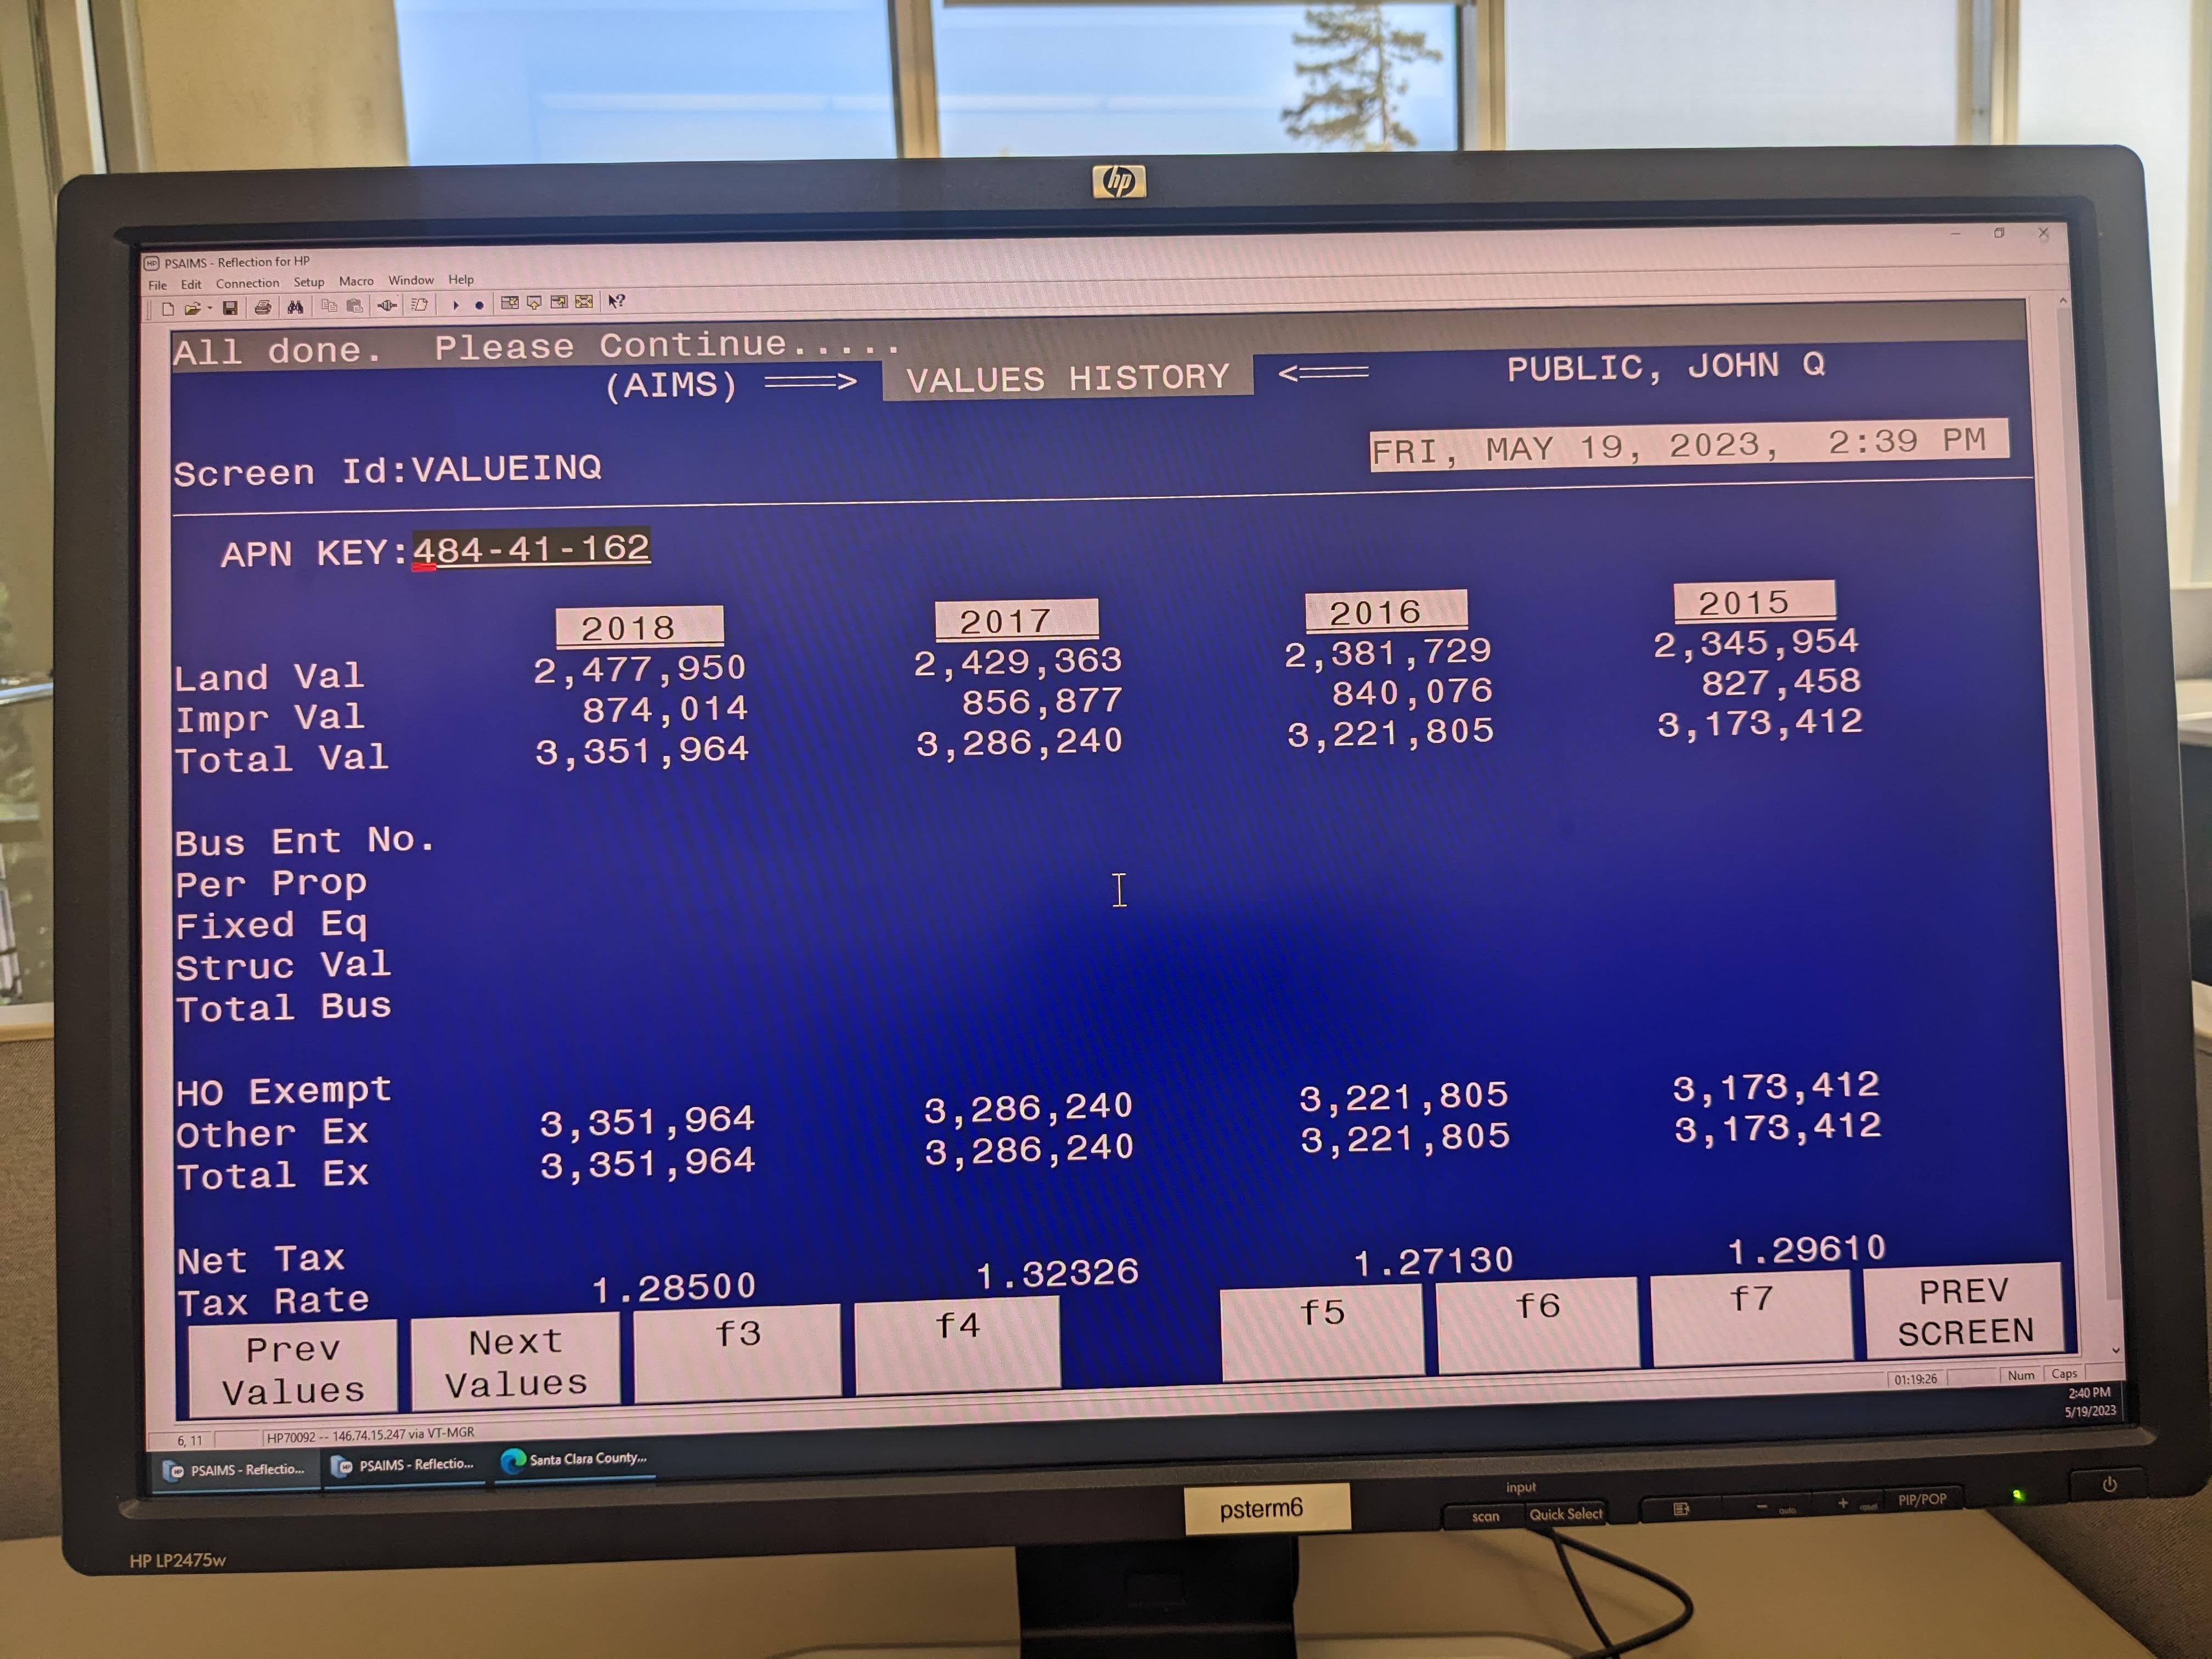 hp
PSAIMS - Reflection for HP
File Edit Connection Setup Macro Window Help
All done. Please Continue.....
(AIMS) ===> VALUES HISTORY <=== PUBLIC, JOHN Q
FRI, MAY 19, 2023, 2:39 PM
Screen Id:VALUEINQ
APN KEY:484-41-162
2018 2017 2016 2015
Land Val 2,477,950 2,429,363 2,381,729 2,345,954
Impr Val 874,014 856,877 840,076 827,458
Total Val 3,351,964 3,286,240 3,221,805 3,173,412
Bus Ent No.
Per Prop
Fixed Eq
Struc Val
Total Bus
HO Exempt
Other Ex 3,351,964 3,286,240 3,221,805 3,173,412
Total Ex 3,351,964 3,286,240 3,221,805 3,173,412
Net Tax
Tax Rate 1.28500 1.32326 1.27130 1.29610
Prev Values Next Values f3 f4 f5 f6 f7 PREV SCREEN
01:19:26 Num Caps
6, 11 HP70092 -- 146.74.15.247 via VT-MGR
2:40 PM
5/19/2023
PSAIMS - Reflectio... PSAIMS - Reflectio... Santa Clara County...
psterm6
input
scan Quick Select - auto + reset PIP/POP
HP LP2475w